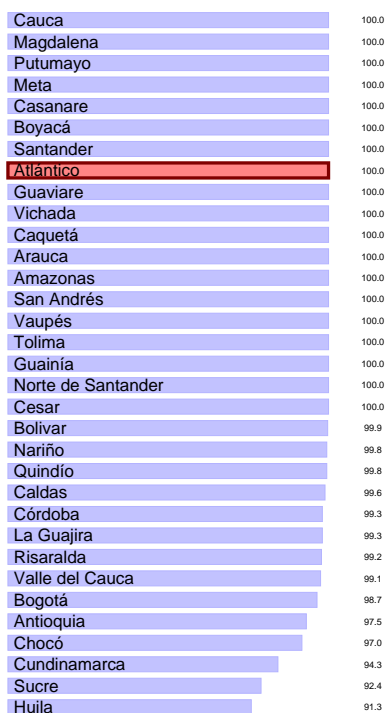 Cauca 100.0
Magdalena 100.0
Putumayo 100.0
Meta 100.0
Casanare 100.0
Boyacá 100.0
Santander 100.0
Atlántico 100.0
Guaviare 100.0
Vichada 100.0
Caquetá 100.0
Arauca 100.0
Amazonas 100.0
San Andrés 100.0
Vaupés 100.0
Tolima 100.0
Guainía 100.0
Norte de Santander 100.0
Cesar 100.0
Bolivar 99.9
Nariño 99.8
Quindío 99.8
Caldas 99.6
Córdoba 99.3
La Guajira 99.3
Risaralda 99.2
Valle del Cauca 99.1
Bogotá 98.7
Antioquia 97.5
Chocó 97.0
Cundinamarca 94.3
Sucre 92.4
Huila 91.3